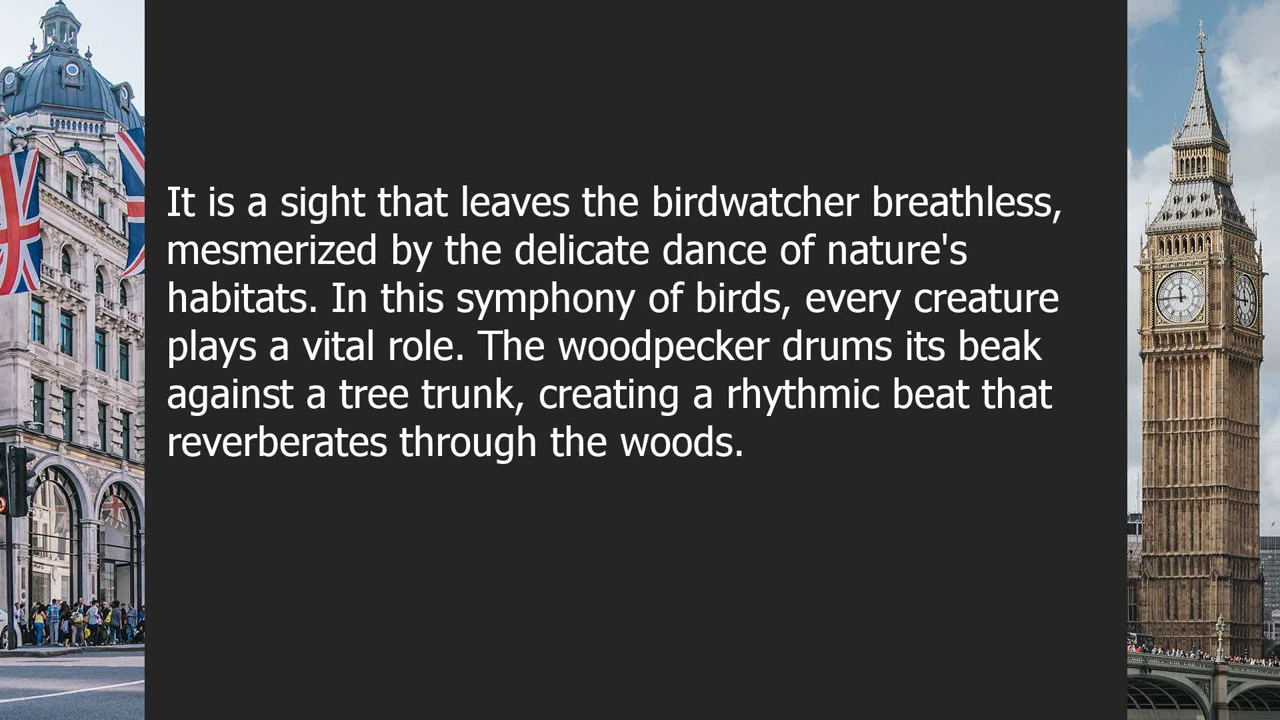 It is a sight that leaves the birdwatcher breathless,
mesmerized by the delicate dance of nature's
habitats. In this symphony of birds, every creature
plays a vital role. The woodpecker drums its beak
against a tree trunk, creating a rhythmic beat that
reverberates through the woods.